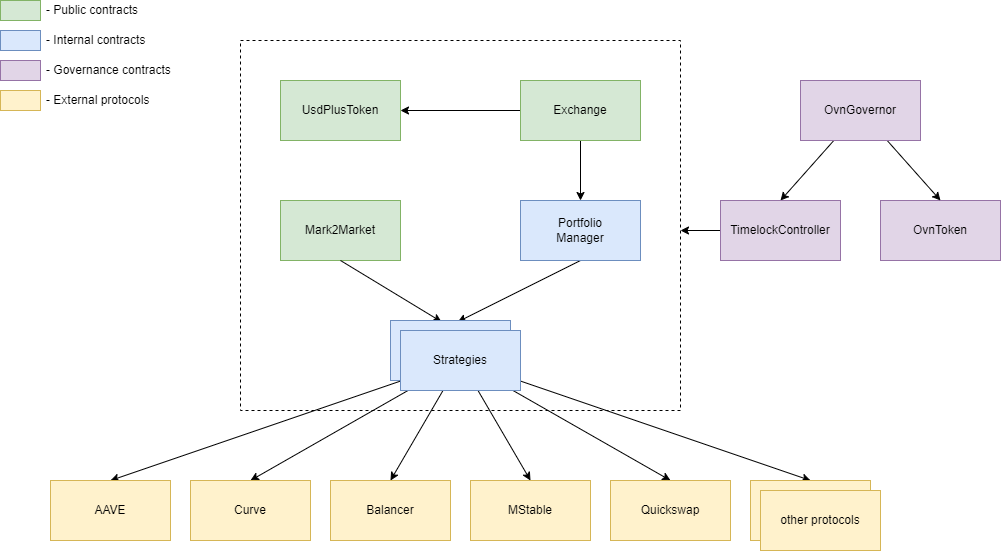 - Public contracts
- Internal contracts
- Governance contracts
- External protocols
UsdPlusToken
Exchange
OvnGovernor
Mark2Market
Portfolio
Manager
TimelockController
OvnToken
Strategies
AAVE
Curve
Balancer
MStable
Quickswap
other protocols